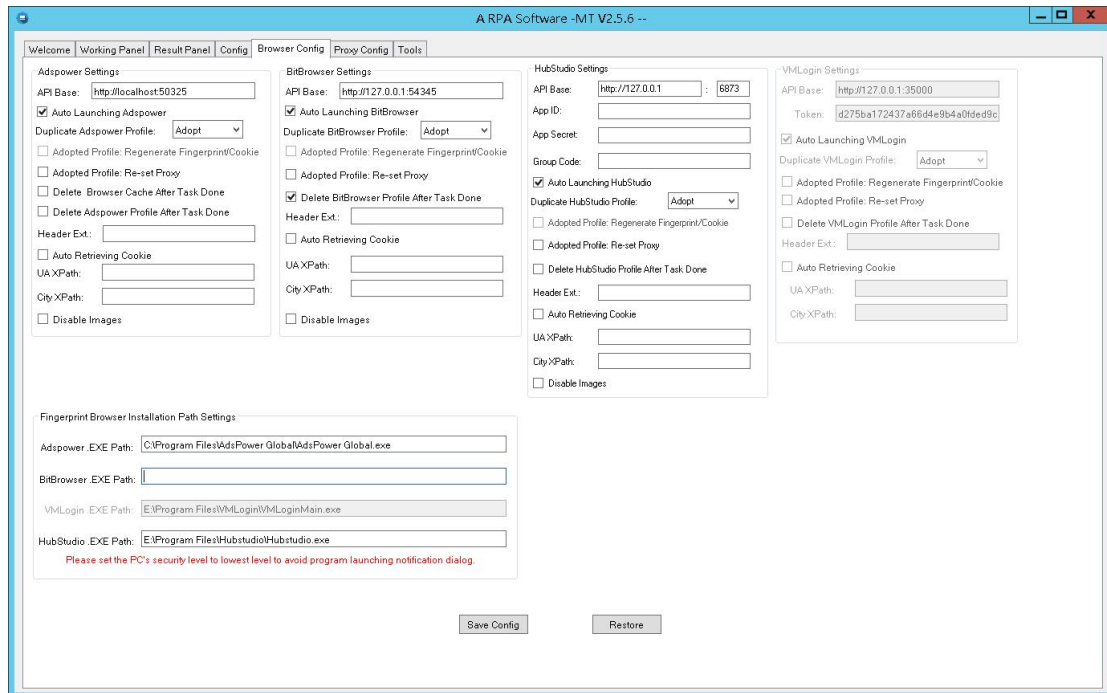 A RPA Software -MT V2.5.6 --
Welcome Working Panel Result Panel Config Browser Config Proxy Config Tools
Adspower Settings
API Base: http://localhost:50325
Auto Launching Adspower
Duplicate Adspower Profile: Adopt
Adopted Profile: Regenerate Fingerprint/Cookie
Adopted Profile: Re-set Proxy
Delete Browser Cache After Task Done
Delete Adspower Profile After Task Done
Header Ext.:
Auto Retrieving Cookie
UA XPath:
City XPath:
Disable Images
BitBrowser Settings
API Base: http://127.0.0.1:54345
Auto Launching BitBrowser
Duplicate BitBrowser Profile: Adopt
Adopted Profile: Regenerate Fingerprint/Cookie
Adopted Profile: Re-set Proxy
Delete BitBrowser Profile After Task Done
Header Ext.:
Auto Retrieving Cookie
UA XPath:
City XPath:
Disable Images
HubStudio Settings
API Base: http://127.0.0.1 : 6873
App ID:
App Secret:
Group Code:
Auto Launching HubStudio
Duplicate HubStudio Profile: Adopt
Adopted Profile: Regenerate Fingerprint/Cookie
Adopted Profile: Re-set Proxy
Delete HubStudio Profile After Task Done
Header Ext.:
Auto Retrieving Cookie
UA XPath:
City XPath:
Disable Images
VMLogin Settings
API Base: http://127.0.0.1:35000
Token: d275ba172437a66d4e9b4a0fded9c
Auto Launching VMLogin
Duplicate VMLogin Profile: Adopt
Adopted Profile: Regenerate Fingerprint/Cookie
Adopted Profile: Re-set Proxy
Delete VMLogin Profile After Task Done
Header Ext.:
Auto Retrieving Cookie
UA XPath:
City XPath:
Fingerprint Browser Installation Path Settings
Adspower .EXE Path: C:\Program Files\AdsPower Global\AdsPower Global.exe
BitBrowser .EXE Path:
VMLogin .EXE Path: E:\Program Files\VMLogin\VMLoginMain.exe
HubStudio .EXE Path: E:\Program Files\Hubstudio\Hubstudio.exe
Please set the PC's security level to lowest level to avoid program launching notification dialog.
Save Config Restore